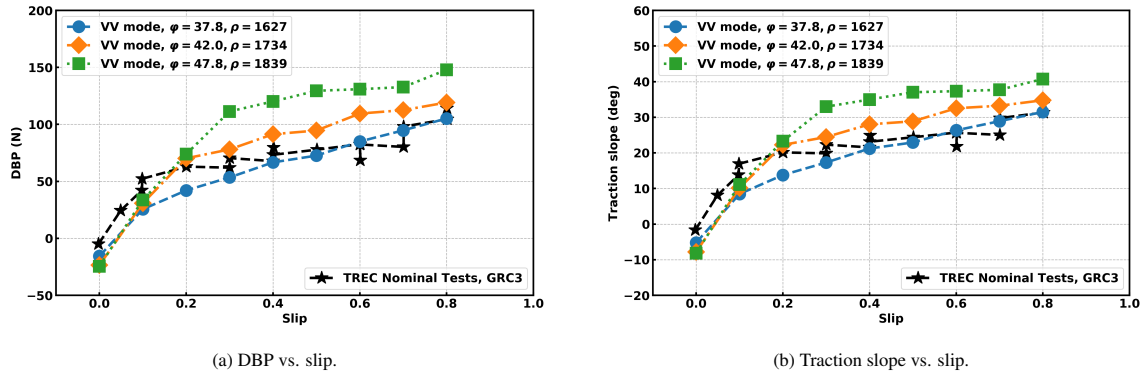 200
150
100
50
0
−50
DBP (N)
0.0 0.2 0.4 0.6 0.8 1.0
Slip
VV mode, φ = 37.8, ρ = 1627
VV mode, φ = 42.0, ρ = 1734
VV mode, φ = 47.8, ρ = 1839
TREC Nominal Tests, GRC3
(a) DBP vs. slip.
60
50
40
30
20
10
0
−10
−20
Traction slope (deg)
0.0 0.2 0.4 0.6 0.8 1.0
Slip
VV mode, φ = 37.8, ρ = 1627
VV mode, φ = 42.0, ρ = 1734
VV mode, φ = 47.8, ρ = 1839
TREC Nominal Tests, GRC3
(b) Traction slope vs. slip.